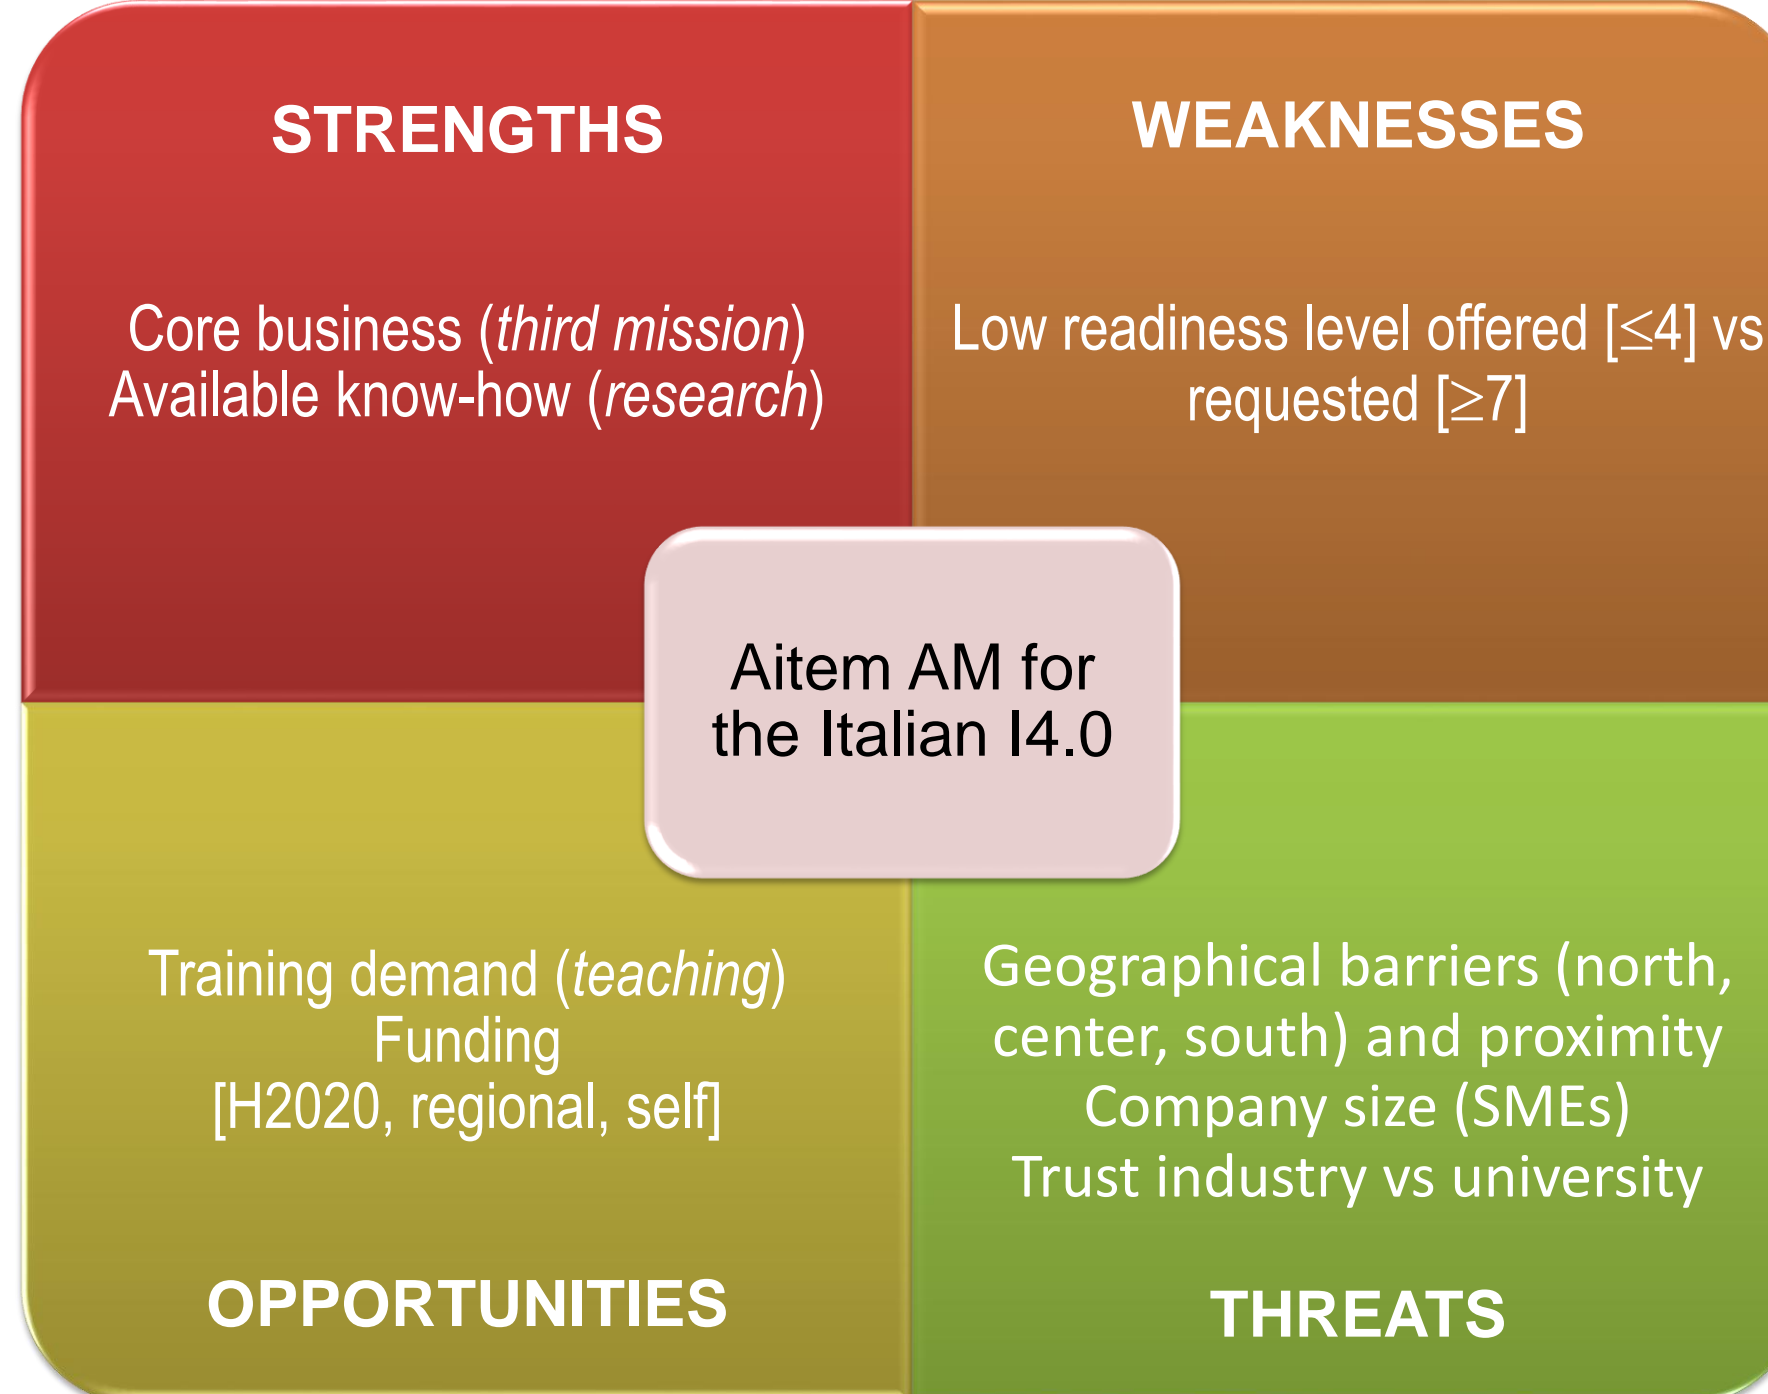 STRENGTHS
Core business (third mission)
Available know-how (research)
WEAKNESSES
Low readiness level offered [≤4] vs
requested [≥7]
Aitem AM for
the Italian I4.0
Training demand (teaching)
Funding
[H2020, regional, self]
OPPORTUNITIES
Geographical barriers (north,
center, south) and proximity
Company size (SMEs)
Trust industry vs university
THREATS